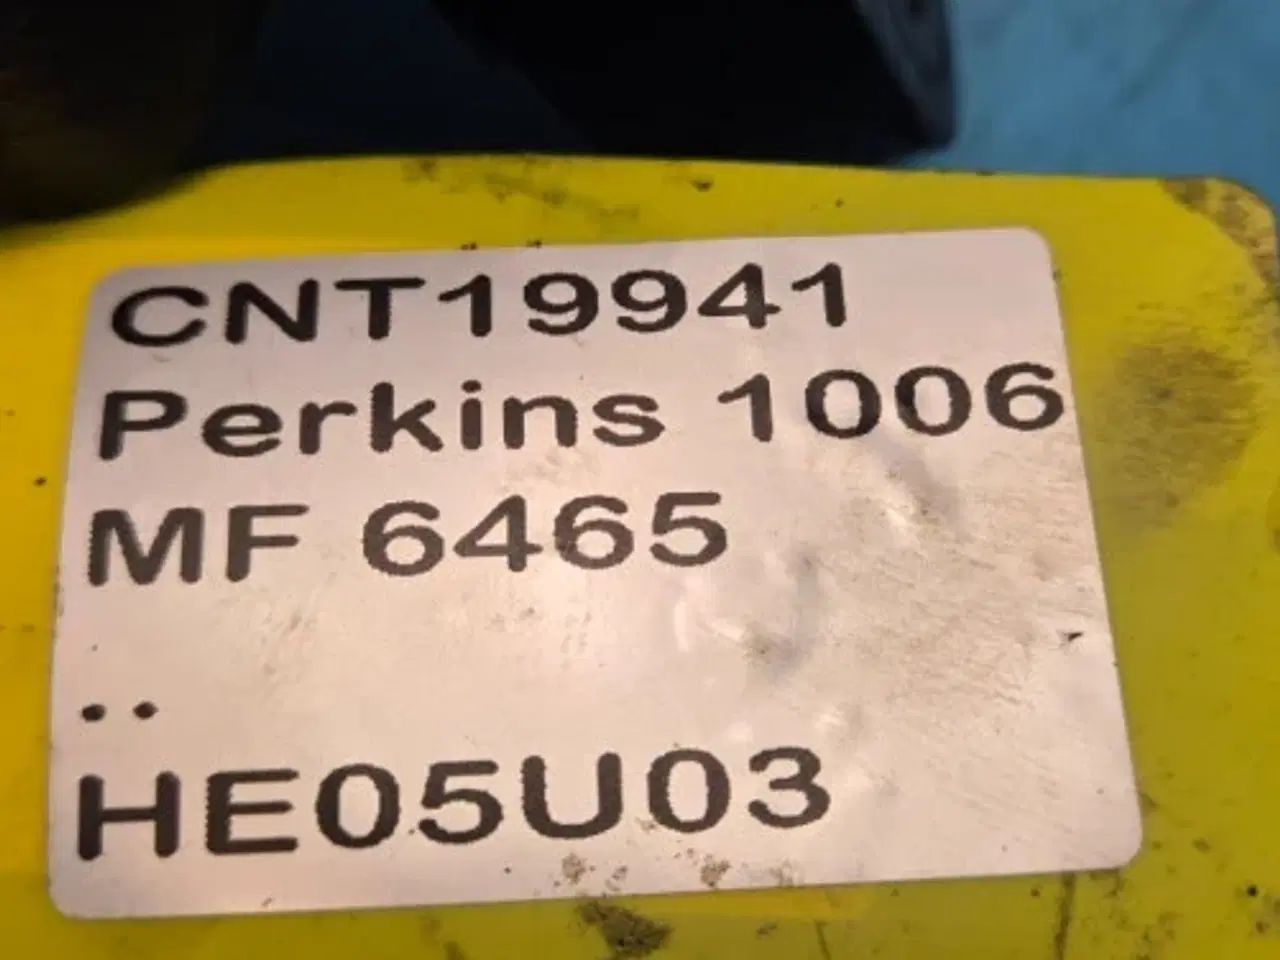 CNT19941
Perkins 1006
MF 6465
..
HE05U03